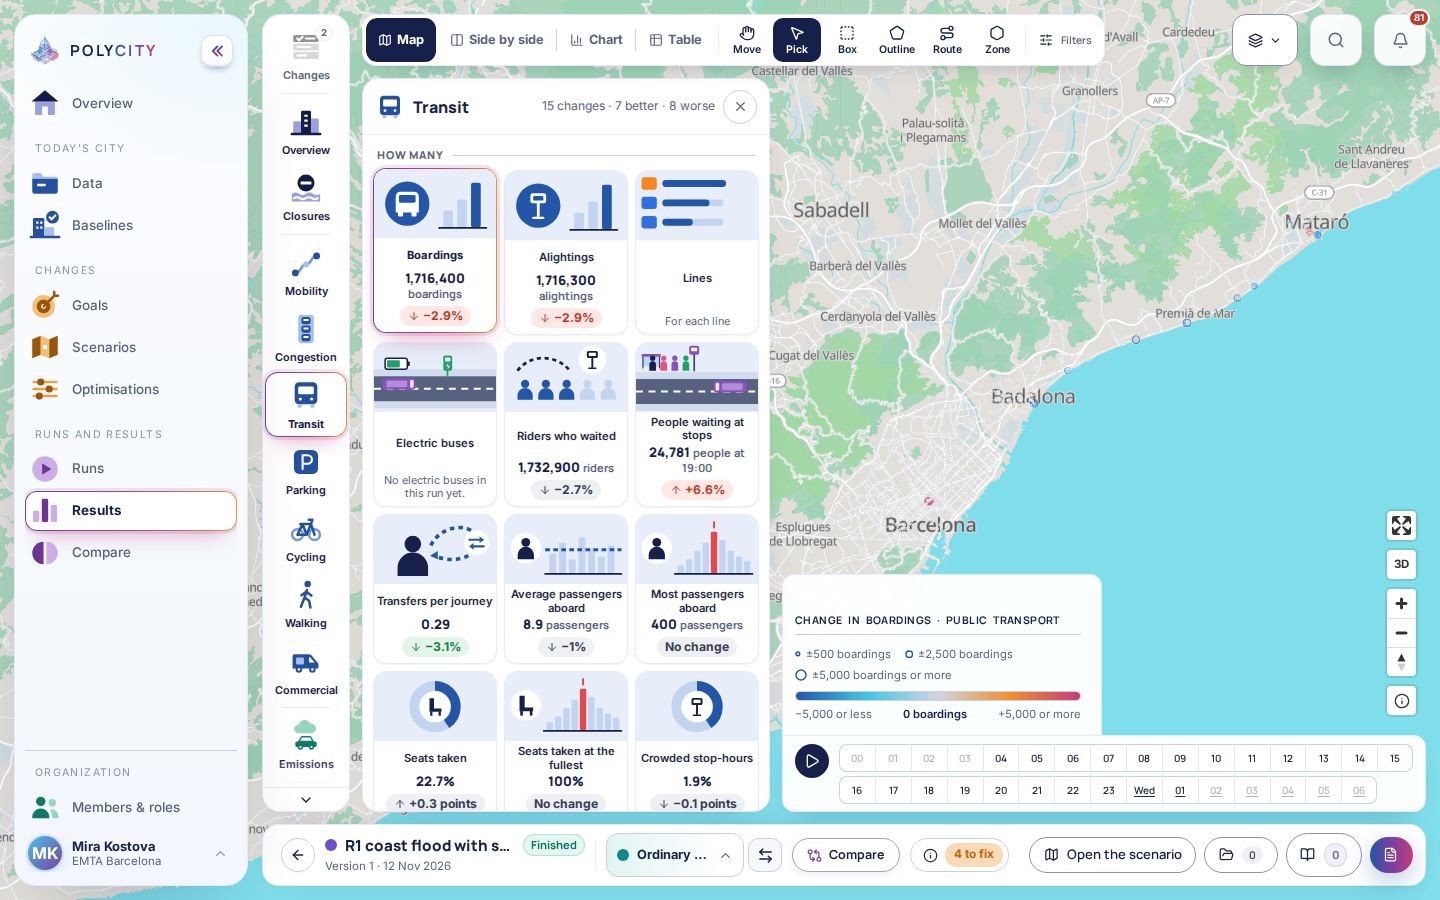 POLYCITY
Overview
TODAY'S CITY
Data
Baselines
CHANGES
Goals
Scenarios
Optimisations
RUNS AND RESULTS
Runs
Results
Compare
ORGANIZATION
Members & roles
MK
Mira Kostova
EMTA Barcelona
2
Changes
Overview
Closures
Mobility
Congestion
Transit
Parking
Cycling
Walking
Commercial
Emissions
Map
Side by side
Chart
Table
Move
Pick
Box
Outline
Route
Zone
Filters
81
Transit
15 changes · 7 better · 8 worse
HOW MANY
Boardings
1,716,400
boardings
↓ −2.9%
Alightings
1,716,300
alightings
↓ −2.9%
Lines
For each line
Electric buses
No electric buses in
this run yet.
Riders who waited
1,732,900 riders
↓ −2.7%
People waiting at
stops
24,781 people at
19:00
↑ +6.6%
Transfers per journey
0.29
↓ −3.1%
Average passengers
aboard
8.9 passengers
↓ −1%
Most passengers
aboard
400 passengers
No change
Seats taken
22.7%
↑ +0.3 points
Seats taken at the
fullest
100%
No change
Crowded stop-hours
1.9%
↓ −0.1 points
d'Avall
Cardedeu
Castellar del Vallès
Granollers
AP-7
Palau-solità
i Plegamans
Sant Andreu
de Llavaneres
C-31
Sabadell
Mollet del Vallès
Mataró
Barberà del Vallès
Cerdanyola del Vallès
Premià de Mar
Cugat del Vallès
-16
Badalona
Barcelona
Esplugues
de Llobregat
3D
CHANGE IN BOARDINGS · PUBLIC TRANSPORT
±500 boardings
±2,500 boardings
±5,000 boardings or more
−5,000 or less
0 boardings
+5,000 or more
00 01 02 03 04 05 06 07 08 09 10 11 12 13 14 15
16 17 18 19 20 21 22 23 Wed 01 02 03 04 05 06
R1 coast flood with s...
Finished
Version 1 · 12 Nov 2026
Ordinary ...
Compare
4 to fix
Open the scenario
0
0